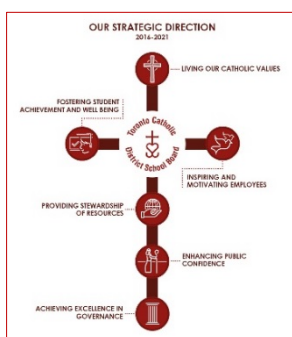 OUR STRATEGIC DIRECTION
2016-2021
LIVING OUR CATHOLIC VALUES
FOSTERING STUDENT
ACHIEVEMENT AND WELL BEING
Toronto Catholic
District School Board
INSPIRING AND
MOTIVATING EMPLOYEES
PROVIDING STEWARDSHIP
OF RESOURCES
ENHANCING PUBLIC
CONFIDENCE
ACHIEVING EXCELLENCE IN
GOVERNANCE